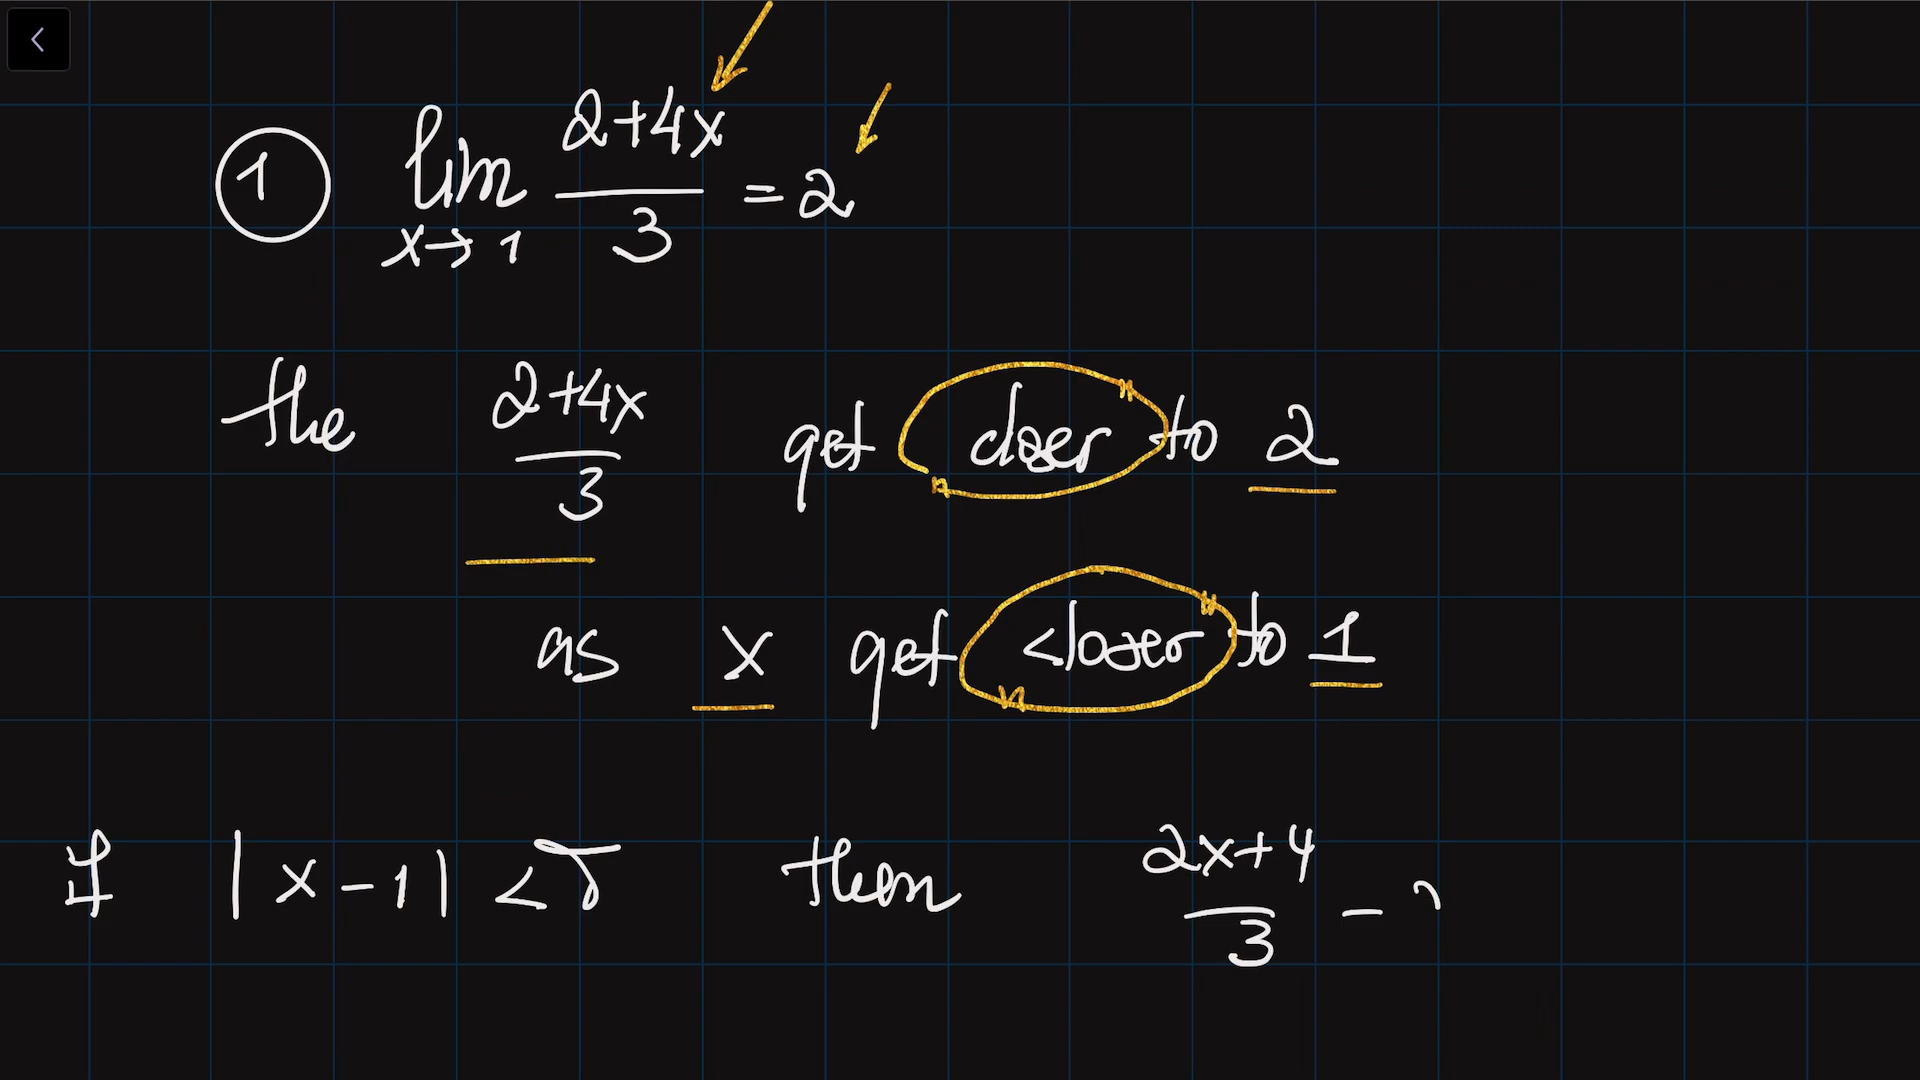 ① lim x→1 (2+4x)/3 = 2
the (2+4x)/3 get closer to 2
as x get closer to 1
If |x-1| < δ then (2x+4)/3 -